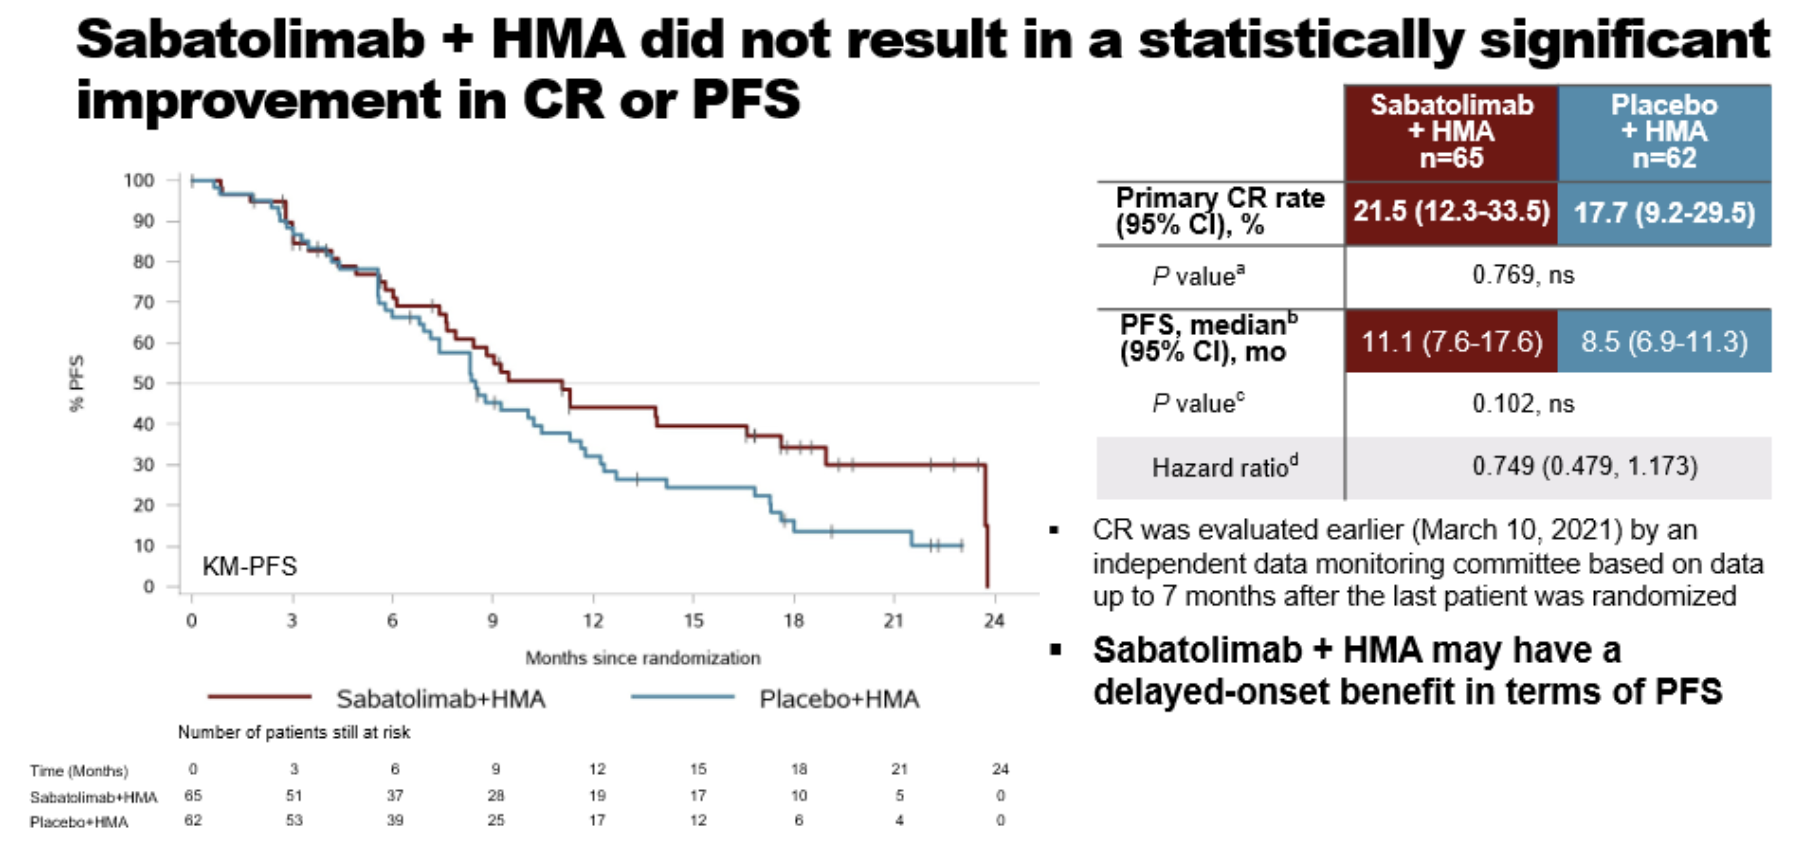 Sabatolimab + HMA did not result in a statistically significant
improvement in CR or PFS
Sabatolimab
+ HMA
n=65
Placebo
+ HMA
n=62
Primary CR rate
(95% CI), %
21.5 (12.3-33.5)
17.7 (9.2-29.5)
P valueᵃ
0.769, ns
PFS, medianᵇ
(95% CI), mo
11.1 (7.6-17.6)
8.5 (6.9-11.3)
P valueᶜ
0.102, ns
Hazard ratioᵈ
0.749 (0.479, 1.173)
% PFS
100
90
80
70
60
50
40
30
20
10
0
KM-PFS
0 3 6 9 12 15 18 21 24
Months since randomization
Sabatolimab+HMA
Placebo+HMA
Number of patients still at risk
Time (Months) 0 3 6 9 12 15 18 21 24
Sabatolimab+HMA 65 51 37 28 19 17 10 5 0
Placebo+HMA 62 53 39 25 17 12 6 4 0
▪ CR was evaluated earlier (March 10, 2021) by an
independent data monitoring committee based on data
up to 7 months after the last patient was randomized
▪ Sabatolimab + HMA may have a
delayed-onset benefit in terms of PFS